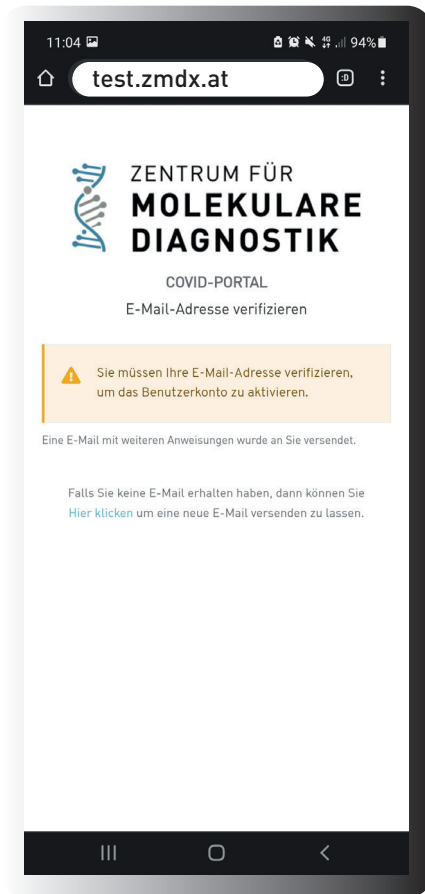 11:04 94%
test.zmdx.at :D
ZENTRUM FÜR
MOLEKULARE
DIAGNOSTIK
COVID-PORTAL
E-Mail-Adresse verifizieren
Sie müssen Ihre E-Mail-Adresse verifizieren,
um das Benutzerkonto zu aktivieren.
Eine E-Mail mit weiteren Anweisungen wurde an Sie versendet.
Falls Sie keine E-Mail erhalten haben, dann können Sie
Hier klicken um eine neue E-Mail versenden zu lassen.